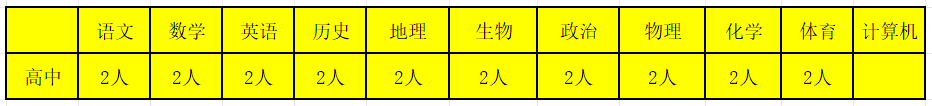 语文 数学 英语 历史 地理 生物 政治 物理 化学 体育 计算机
高中 2人 2人 2人 2人 2人 2人 2人 2人 2人 2人